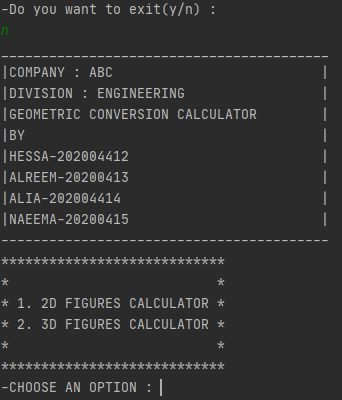 -Do you want to exit(y/n) :
n
_________________________________________
|COMPANY : ABC                          |
|DIVISION : ENGINEERING                 |
|GEOMETRIC CONVERSION CALCULATOR        |
|BY                                     |
|HESSA-202004412                        |
|ALREEM-20200413                        |
|ALIA-202004414                         |
|NAEEMA-20200415                        |
-----------------------------------------
****************************
*                          *
* 1. 2D FIGURES CALCULATOR *
* 2. 3D FIGURES CALCULATOR *
*                          *
****************************
-CHOOSE AN OPTION :